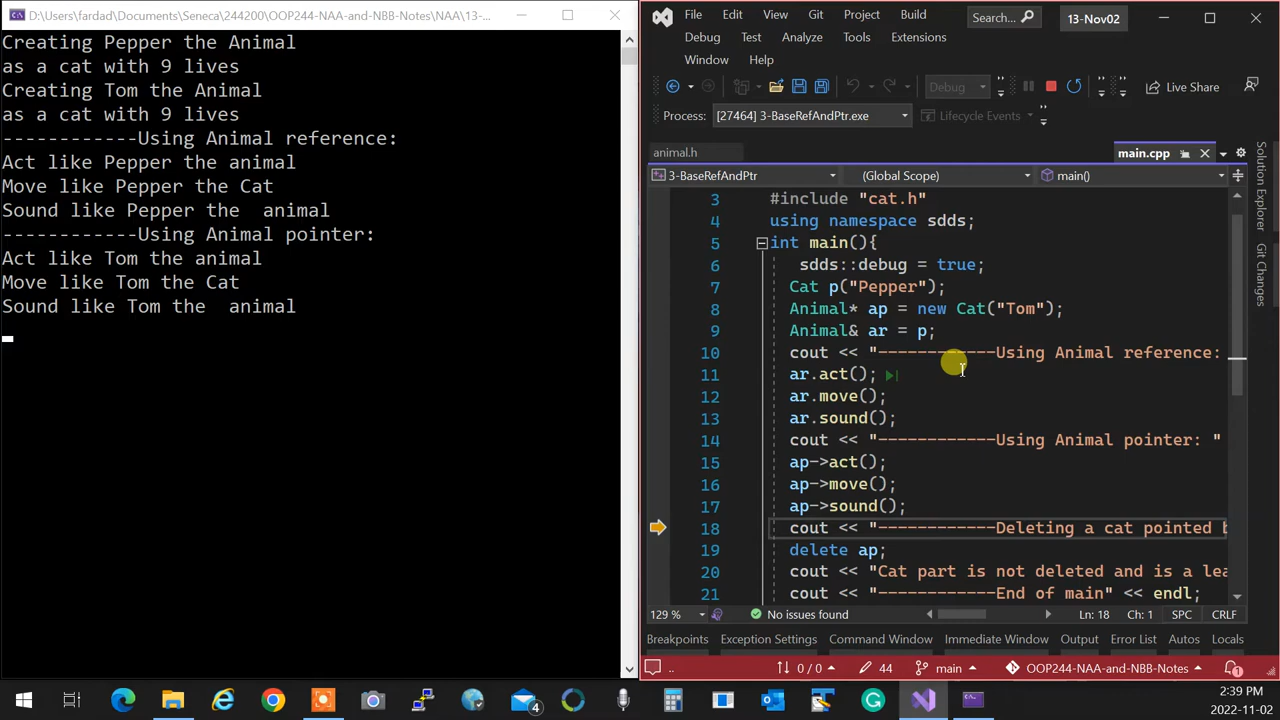 D:\Users\fardad\Documents\Seneca\244200\OOP244-NAA-and-NBB-Notes\NAA\13-...
Creating Pepper the Animal
as a cat with 9 lives
Creating Tom the Animal
as a cat with 9 lives
------------Using Animal reference:
Act like Pepper the animal
Move like Pepper the Cat
Sound like Pepper the  animal
------------Using Animal pointer:
Act like Tom the animal
Move like Tom the Cat
Sound like Tom the  animal
File Edit View Git Project Build Search... 13-Nov02
Debug Test Analyze Tools Extensions
Window Help
Debug Live Share
Process: [27464] 3-BaseRefAndPtr.exe Lifecycle Events
animal.h main.cpp
3-BaseRefAndPtr (Global Scope) main()
3 #include "cat.h"
4 using namespace sdds;
5 int main(){
6 sdds::debug = true;
7 Cat p("Pepper");
8 Animal* ap = new Cat("Tom");
9 Animal& ar = p;
10 cout << "------------Using Animal reference:
11 ar.act();
12 ar.move();
13 ar.sound();
14 cout << "------------Using Animal pointer: "
15 ap->act();
16 ap->move();
17 ap->sound();
18 cout << "------------Deleting a cat pointed b
19 delete ap;
20 cout << "Cat part is not deleted and is a lea
21 cout << "------------End of main" << endl;
129 % No issues found Ln: 18 Ch: 1 SPC CRLF
Breakpoints Exception Settings Command Window Immediate Window Output Error List Autos Locals
.. 0 / 0 44 main OOP244-NAA-and-NBB-Notes 1
Solution Explorer
Git Changes
4
2:39 PM
2022-11-02